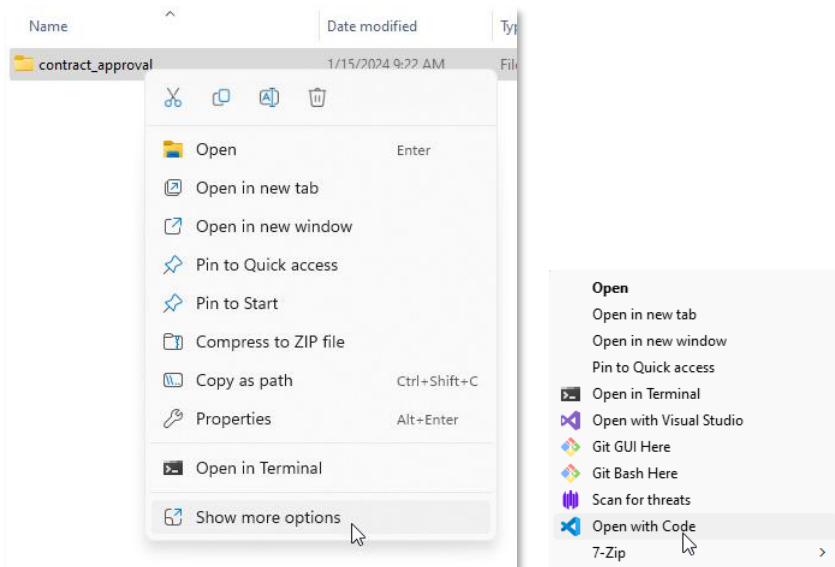 Name Date modified Ty
contract_approval 1/15/2024 9:22 AM Fil
Open Enter
Open in new tab
Open in new window
Pin to Quick access
Pin to Start
Compress to ZIP file
Copy as path Ctrl+Shift+C
Properties Alt+Enter
Open in Terminal
Show more options
Open
Open in new tab
Open in new window
Pin to Quick access
Open in Terminal
Open with Visual Studio
Git GUI Here
Git Bash Here
Scan for threats
Open with Code
7-Zip